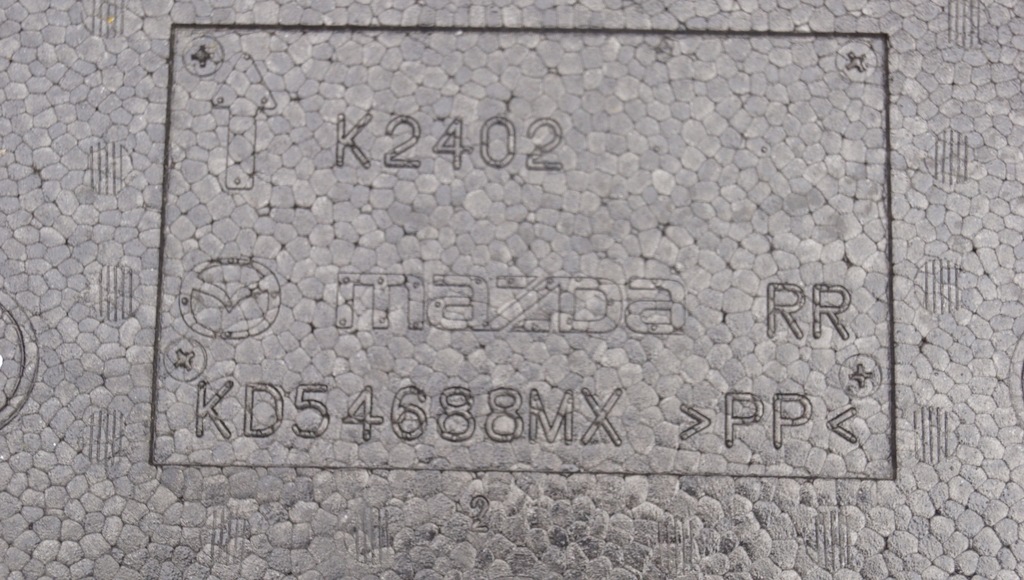 K2402
mazda RR
KD54688MX >PP<
2